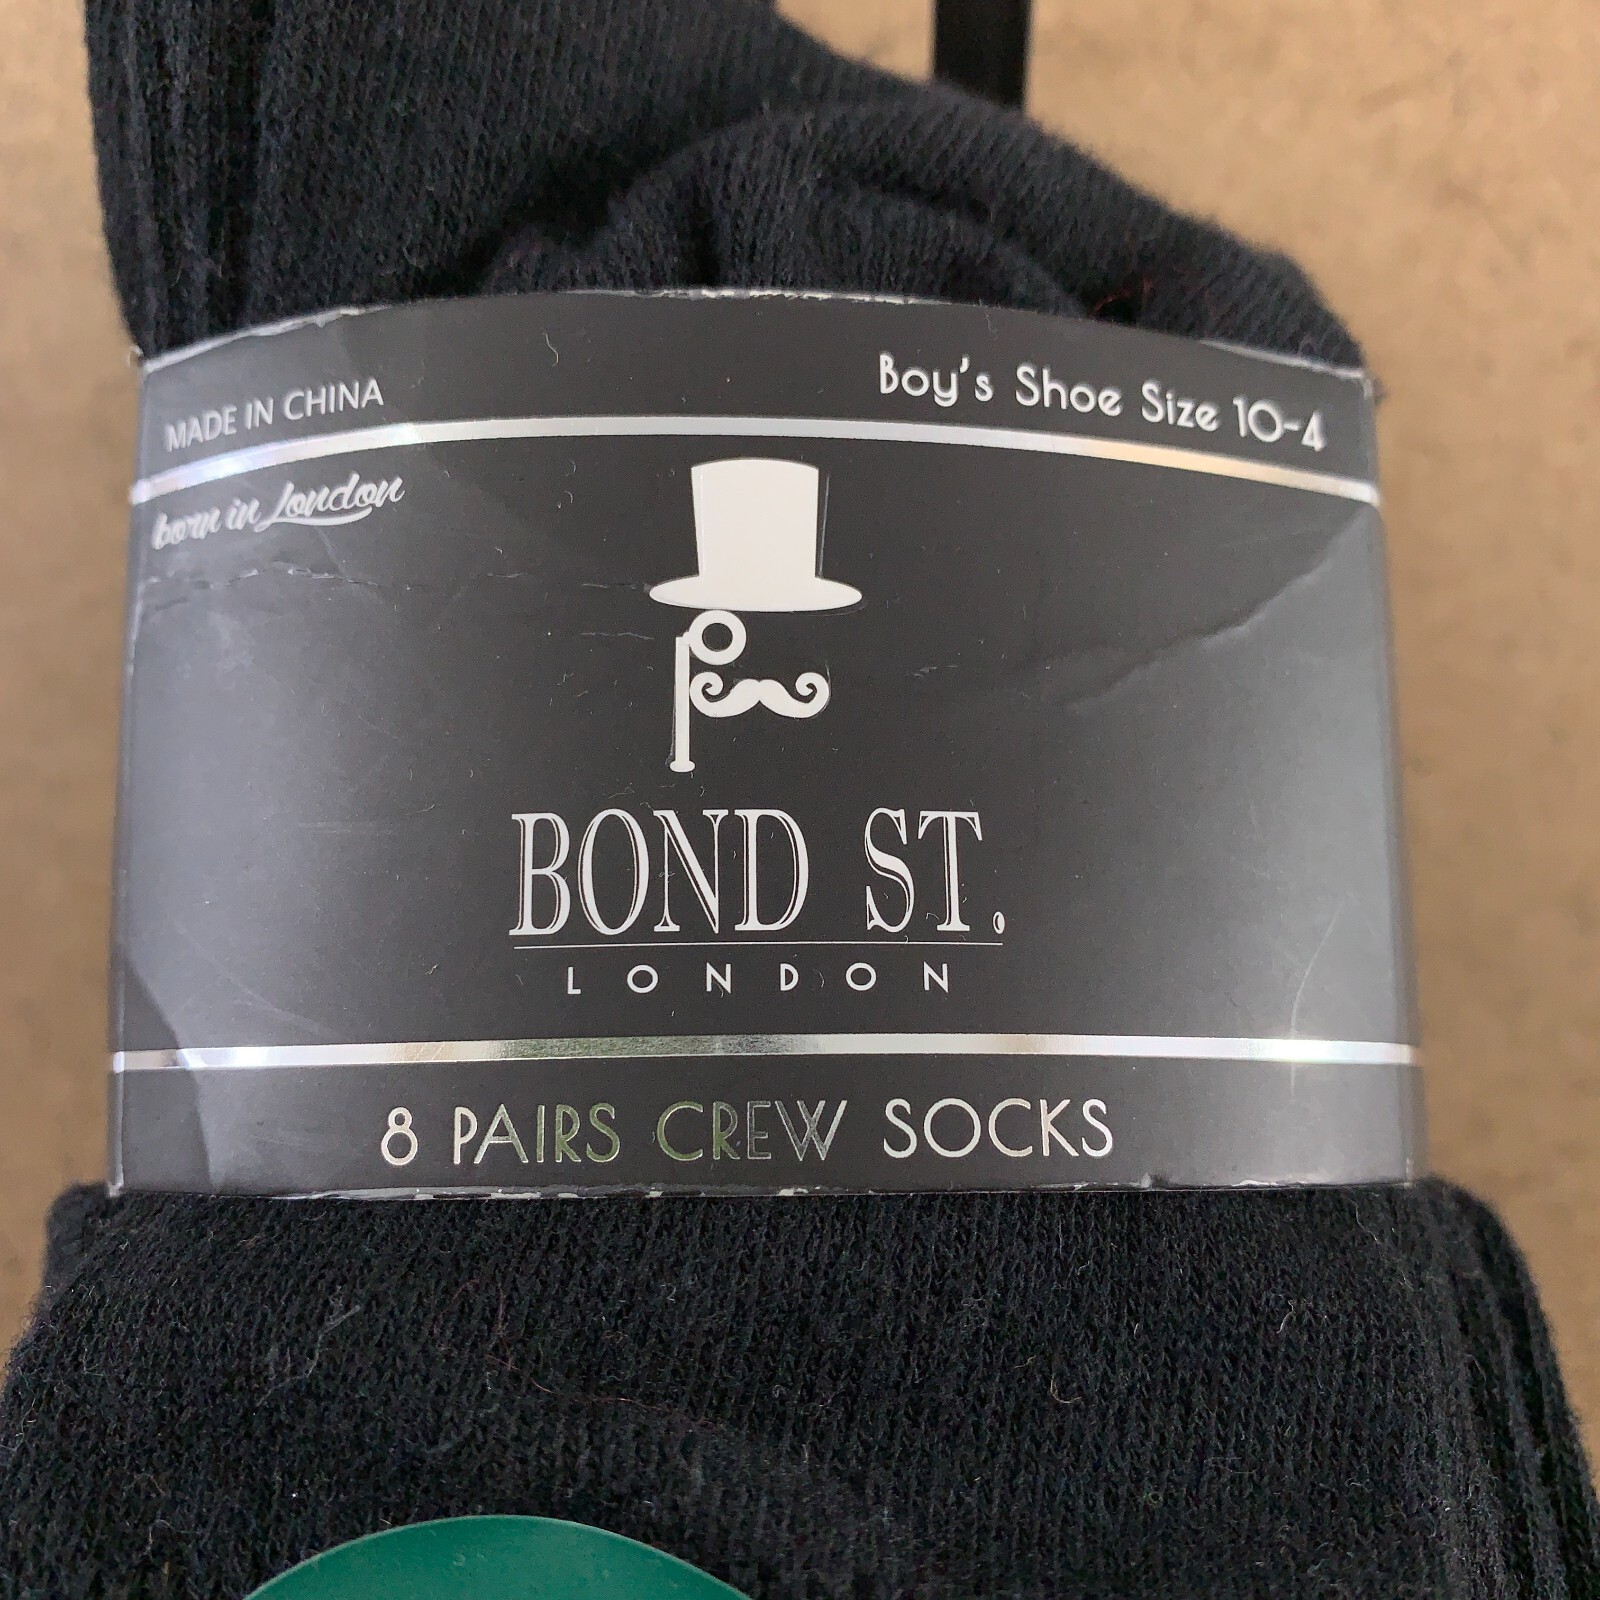 MADE IN CHINA
Boy's Shoe Size 10-4
born in London
BOND ST.
LONDON
8 PAIRS CREW SOCKS